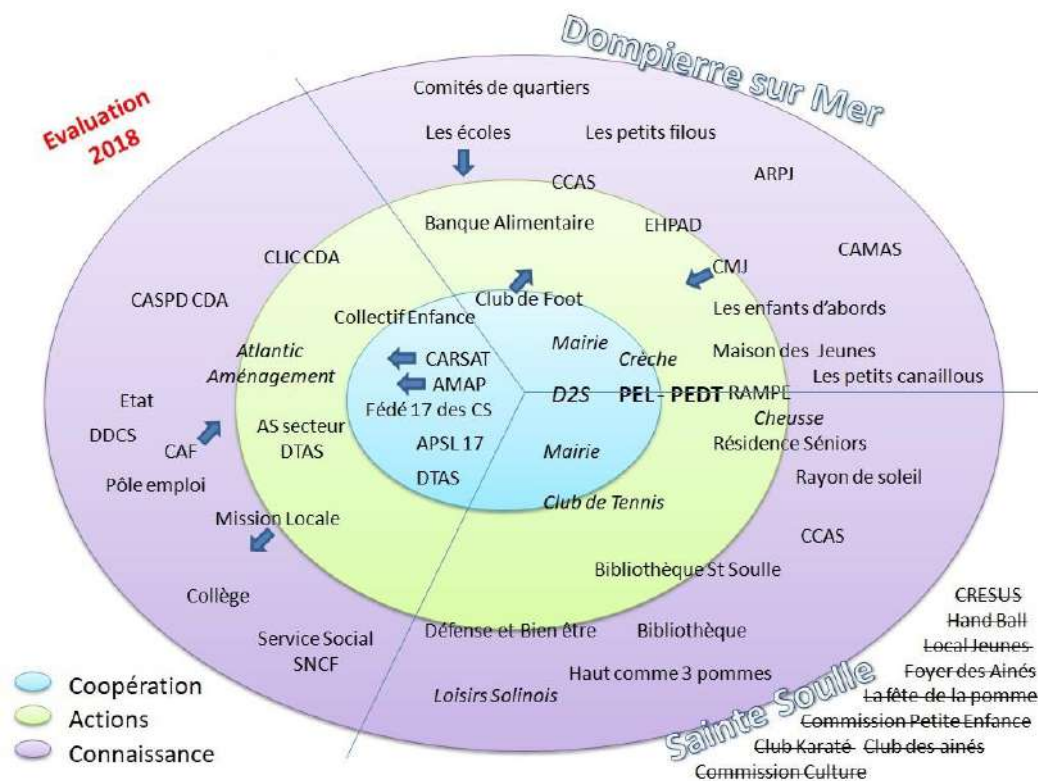 Dompierre sur Mer
Evaluation
2018
Comités de quartiers
Les écoles
Les petits filous
ARPJ
CCAS
Banque Alimentaire
EHPAD
CAMAS
CLIC CDA
CMJ
CASPD CDA
Club de Foot
Les enfants d'abords
Collectif Enfance
Mairie
Atlantic
Aménagement
CARSAT
Crèche
Maison des Jeunes
AMAP
Les petits canaillous
Etat
D2S
PEL - PEDT
RAMPE
Fédé 17 des CS
Cheusse
AS secteur
DTAS
DDCS
CAF
APSL 17
Mairie
Résidence Séniors
Pôle emploi
DTAS
Rayon de soleil
Mission Locale
Club de Tennis
CCAS
Bibliothèque St Soulle
Collège
CRESUS
Hand Ball
Local Jeunes
Foyer des Ainés
La fête de la pomme
Commission Petite Enfance
Club Karaté Club des ainés
Commission Culture
Service Social
SNCF
Défense et Bien être
Bibliothèque
Haut comme 3 pommes
Loisirs Solinois
Sainte Soulle
Coopération
Actions
Connaissance